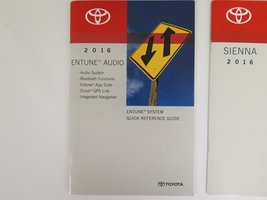 2016
ENTUNE™ AUDIO
- Audio System
- Bluetooth Functions
- Entune® App Suite
- Scout® GPS Link
- Integrated Navigation
ENTUNE™ SYSTEM
QUICK REFERENCE GUIDE
TOYOTA
SIENNA
2016